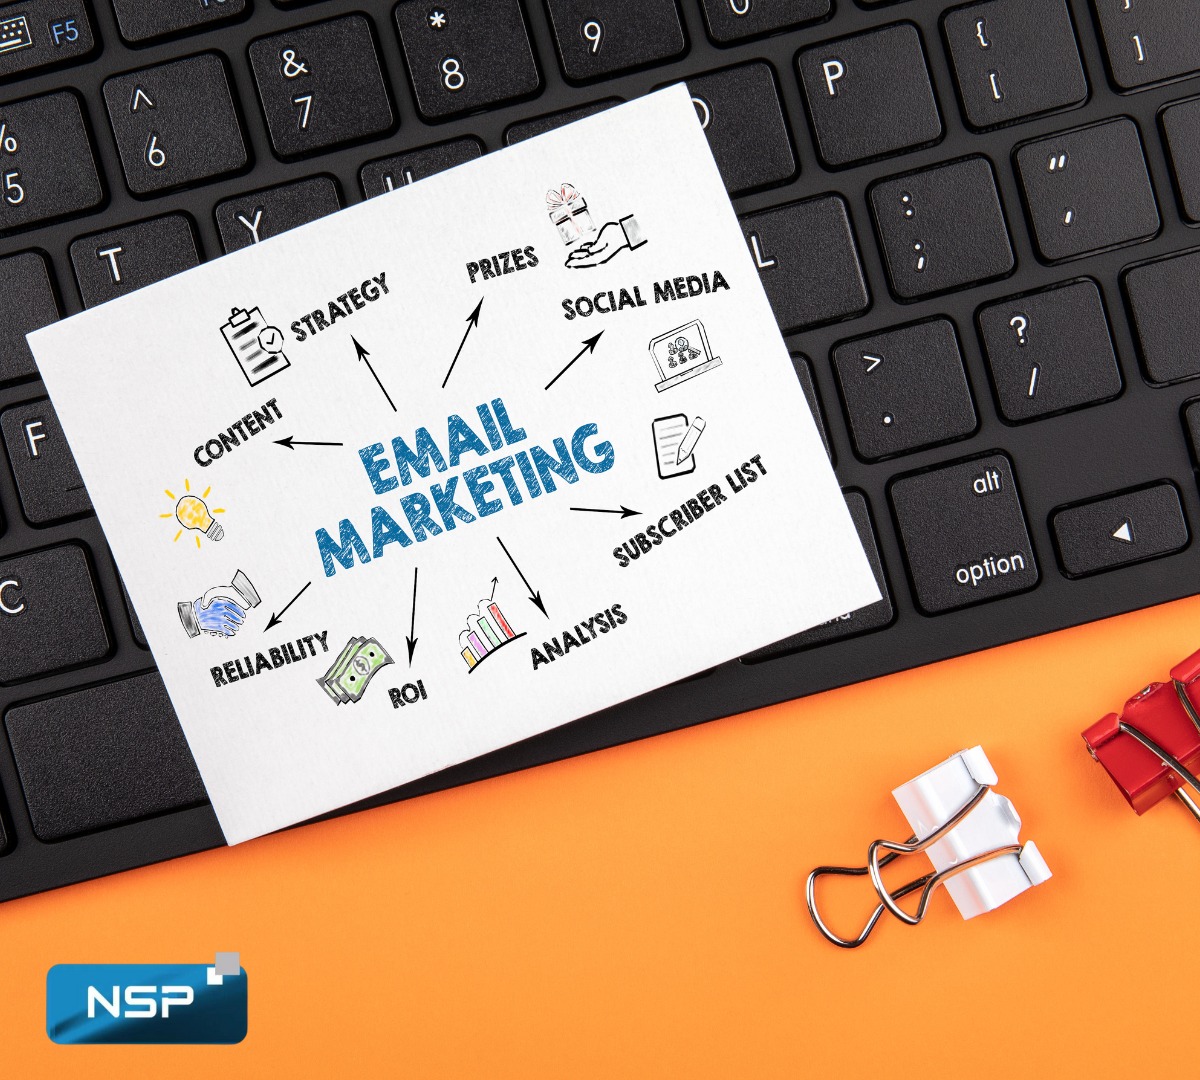 F5
*
8
9
&
7
^
6
%
5
P
{
[
]
"
'
:
;
T
Y
U
O
L
F
C
>
.
?
/
alt
option
◀
PRIZES
STRATEGY
SOCIAL MEDIA
CONTENT
EMAIL
MARKETING
SUBSCRIBER LIST
RELIABILITY
ROI
ANALYSIS
NSP